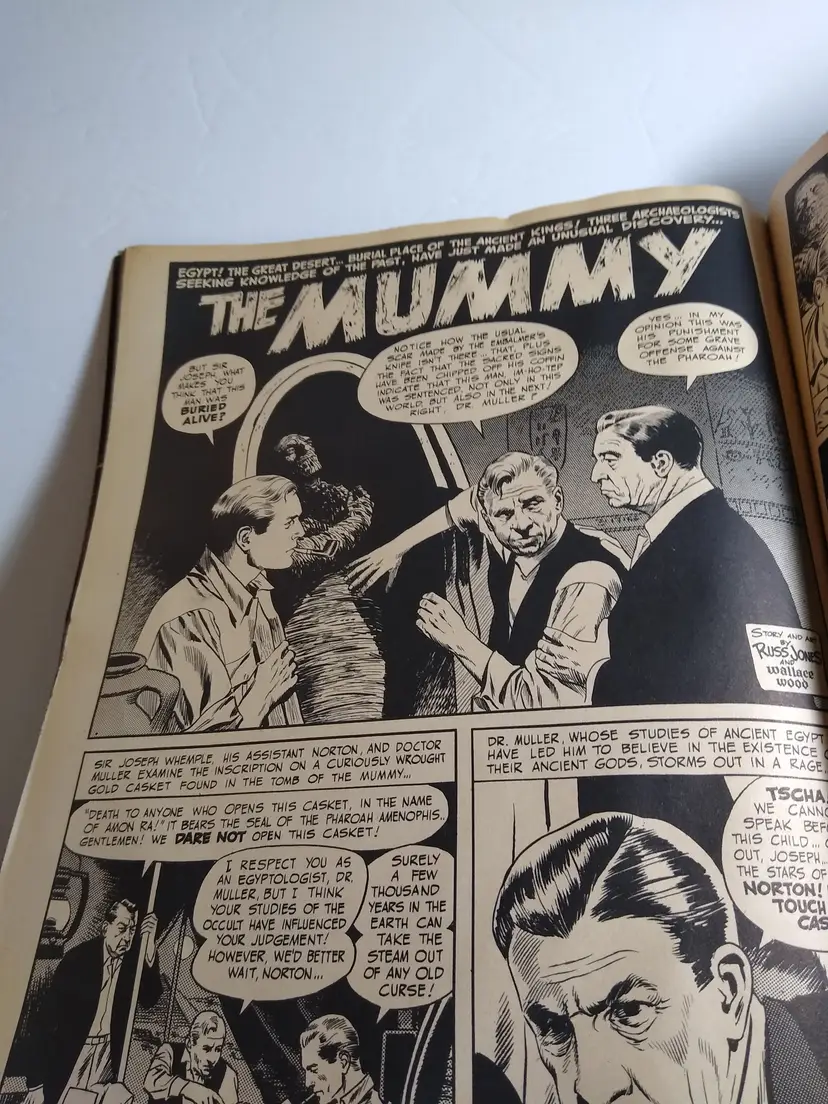 EGYPT! THE GREAT DESERT... BURIAL PLACE OF THE ANCIENT KINGS! THREE ARCHAEOLOGISTS
SEEKING KNOWLEDGE OF THE PAST, HAVE JUST MADE AN UNUSUAL DISCOVERY...
THE MUMMY
BUT SIR
JOSEPH, WHAT
MAKES YOU
THINK THAT THIS
MAN WAS
BURIED
ALIVE?
NOTICE HOW THE USUAL
SCAR MADE BY THE EMBALMER'S
KNIFE ISN'T THERE. THAT, PLUS
THE FACT THAT THE SACRED SIGNS
HAVE BEEN CHIPPED OFF HIS COFFIN
INDICATE THAT THIS MAN, IM-HO-TEP
WAS SENTENCED, NOT ONLY IN THIS
WORLD, BUT ALSO IN THE NEXT!
RIGHT, DR. MULLER?
YES... IN MY
OPINION THIS WAS
HIS PUNISHMENT
FOR SOME GRAVE
OFFENSE AGAINST
THE PHAROAH!
STORY AND ART
BY
RUSS JONES
AND
wallace
wood
SIR JOSEPH WHEMPLE, HIS ASSISTANT NORTON, AND DOCTOR
MULLER EXAMINE THE INSCRIPTION ON A CURIOUSLY WROUGHT
GOLD CASKET FOUND IN THE TOMB OF THE MUMMY...
"DEATH TO ANYONE WHO OPENS THIS CASKET, IN THE NAME
OF AMON RA!" IT BEARS THE SEAL OF THE PHAROAH AMENOPHIS..
GENTLEMEN! WE DARE NOT OPEN THIS CASKET!
I RESPECT YOU AS
AN EGYPTOLOGIST, DR.
MULLER, BUT I THINK
YOUR STUDIES OF THE
OCCULT HAVE INFLUENCED
YOUR JUDGEMENT!
HOWEVER, WE'D BETTER
WAIT, NORTON...
SURELY
A FEW
THOUSAND
YEARS IN THE
EARTH CAN
TAKE THE
STEAM OUT
OF ANY OLD
CURSE!
DR. MULLER, WHOSE STUDIES OF ANCIENT EGYPT
HAVE LED HIM TO BELIEVE IN THE EXISTENCE
THEIR ANCIENT GODS, STORMS OUT IN A RAGE
TSCHA
WE CANNO
SPEAK BEF
THIS CHILD...
OUT, JOSEPH...
THE STARS OF
NORTON!
TOUCH
CAS